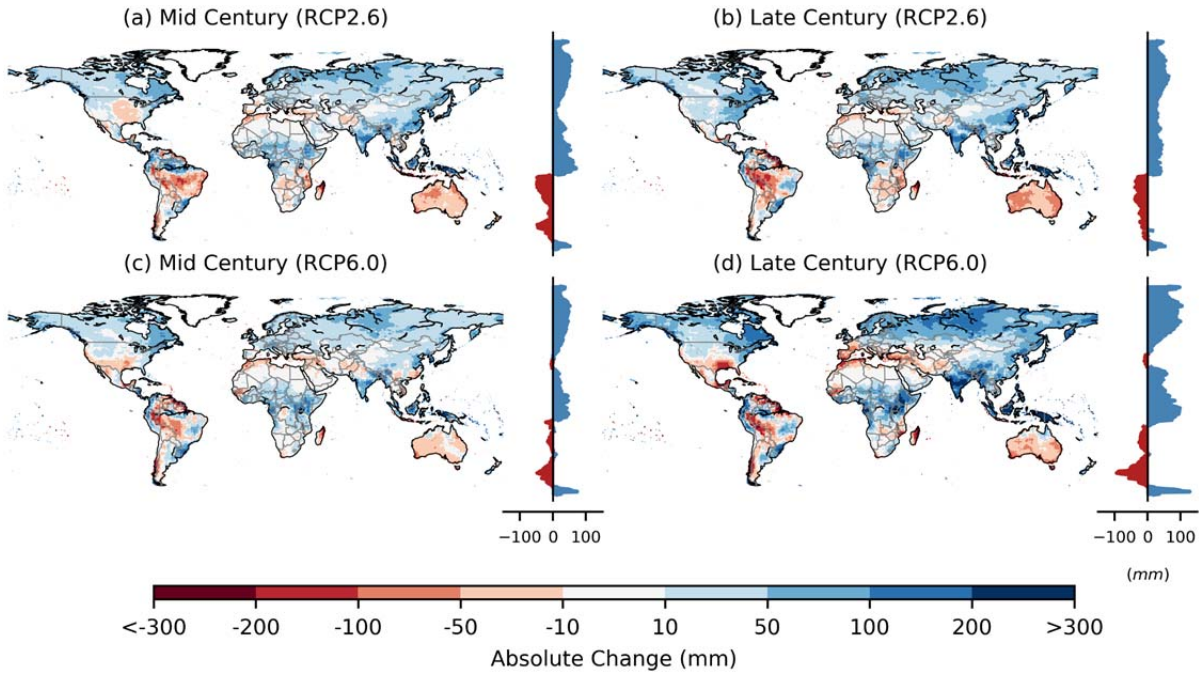 (a) Mid Century (RCP2.6)
(b) Late Century (RCP2.6)
(c) Mid Century (RCP6.0)
(d) Late Century (RCP6.0)
−100 0 100
−100 0 100
(mm)
<-300 -200 -100 -50 -10 10 50 100 200 >300
Absolute Change (mm)